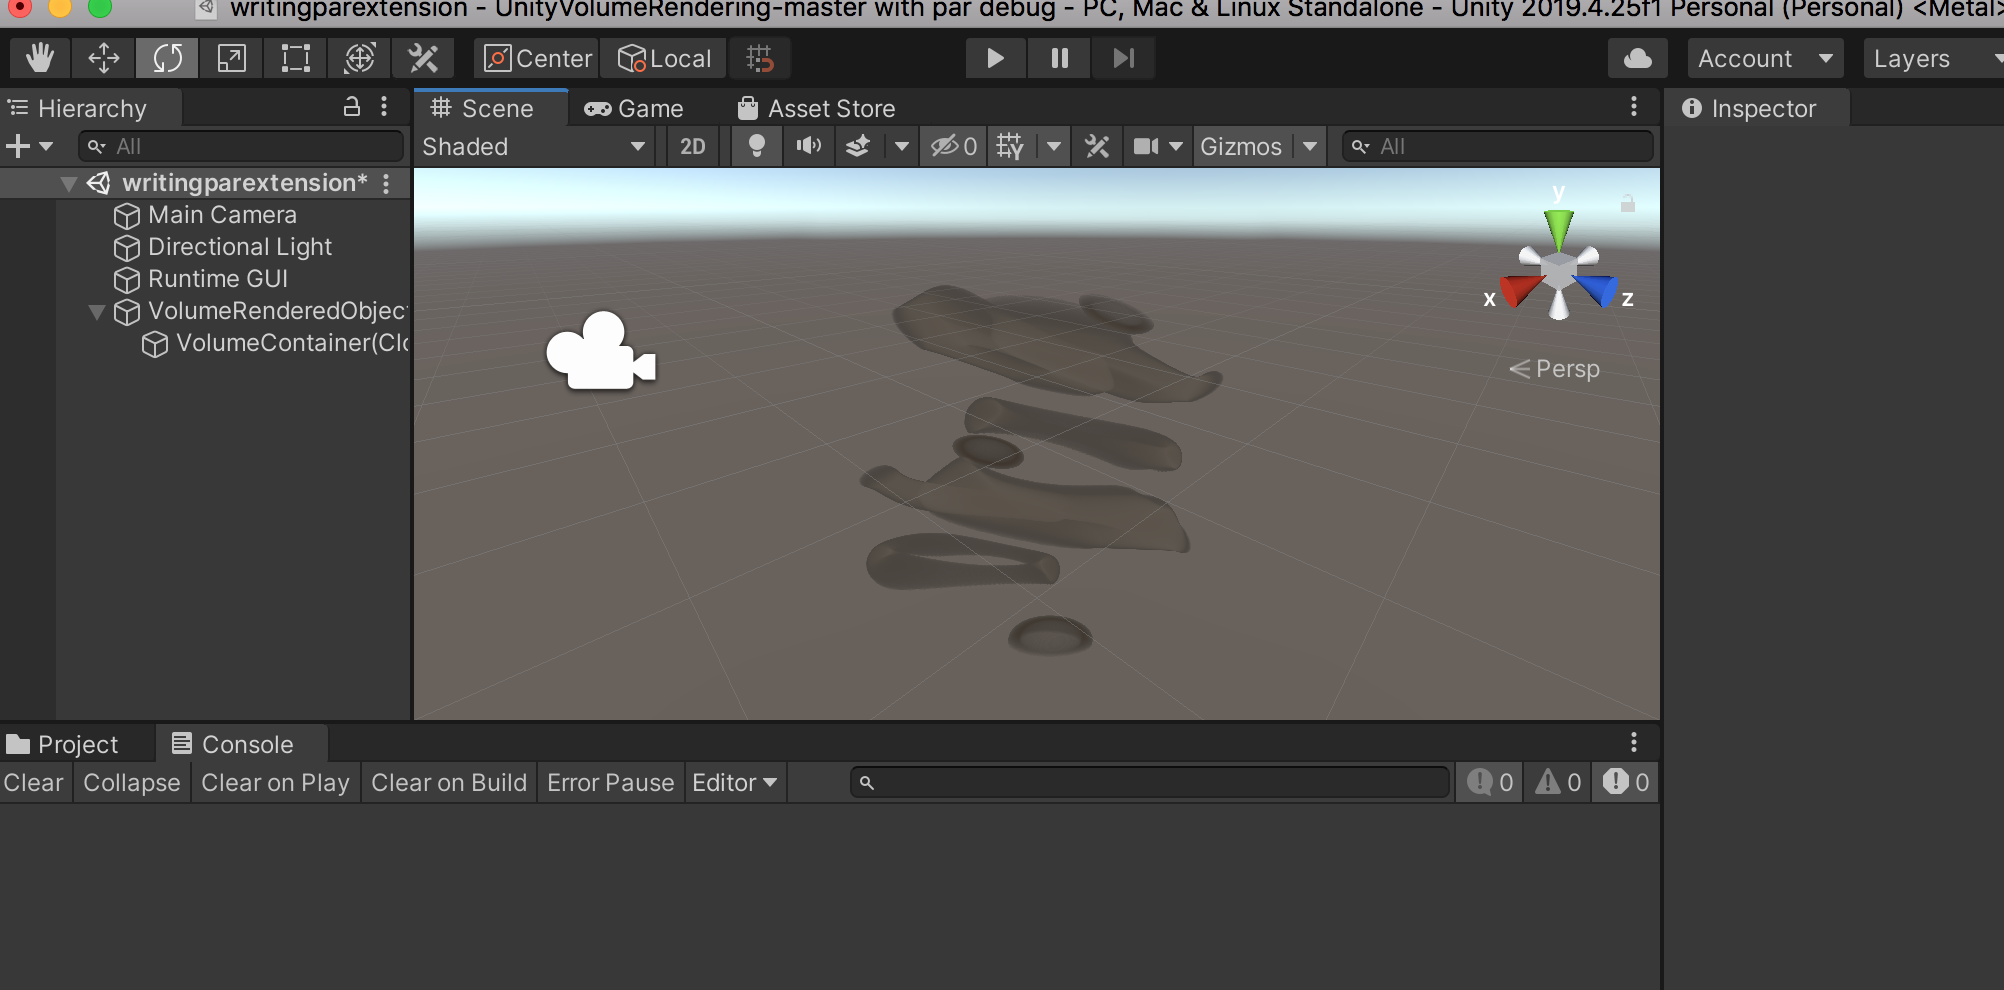 writingparextension - UnityVolumeRendering-master with par debug - PC, Mac & Linux Standalone - Unity 2019.4.25f1 Personal (Personal) <Metal>
Center Local Account Layers
Hierarchy
All
writingparextension*
Main Camera
Directional Light
Runtime GUI
VolumeRenderedObjec
VolumeContainer(Clo
Scene Game Asset Store
Shaded 2D 0 Gizmos All
y
x z
Persp
Inspector
Project Console
Clear Collapse Clear on Play Clear on Build Error Pause Editor 0 0 0